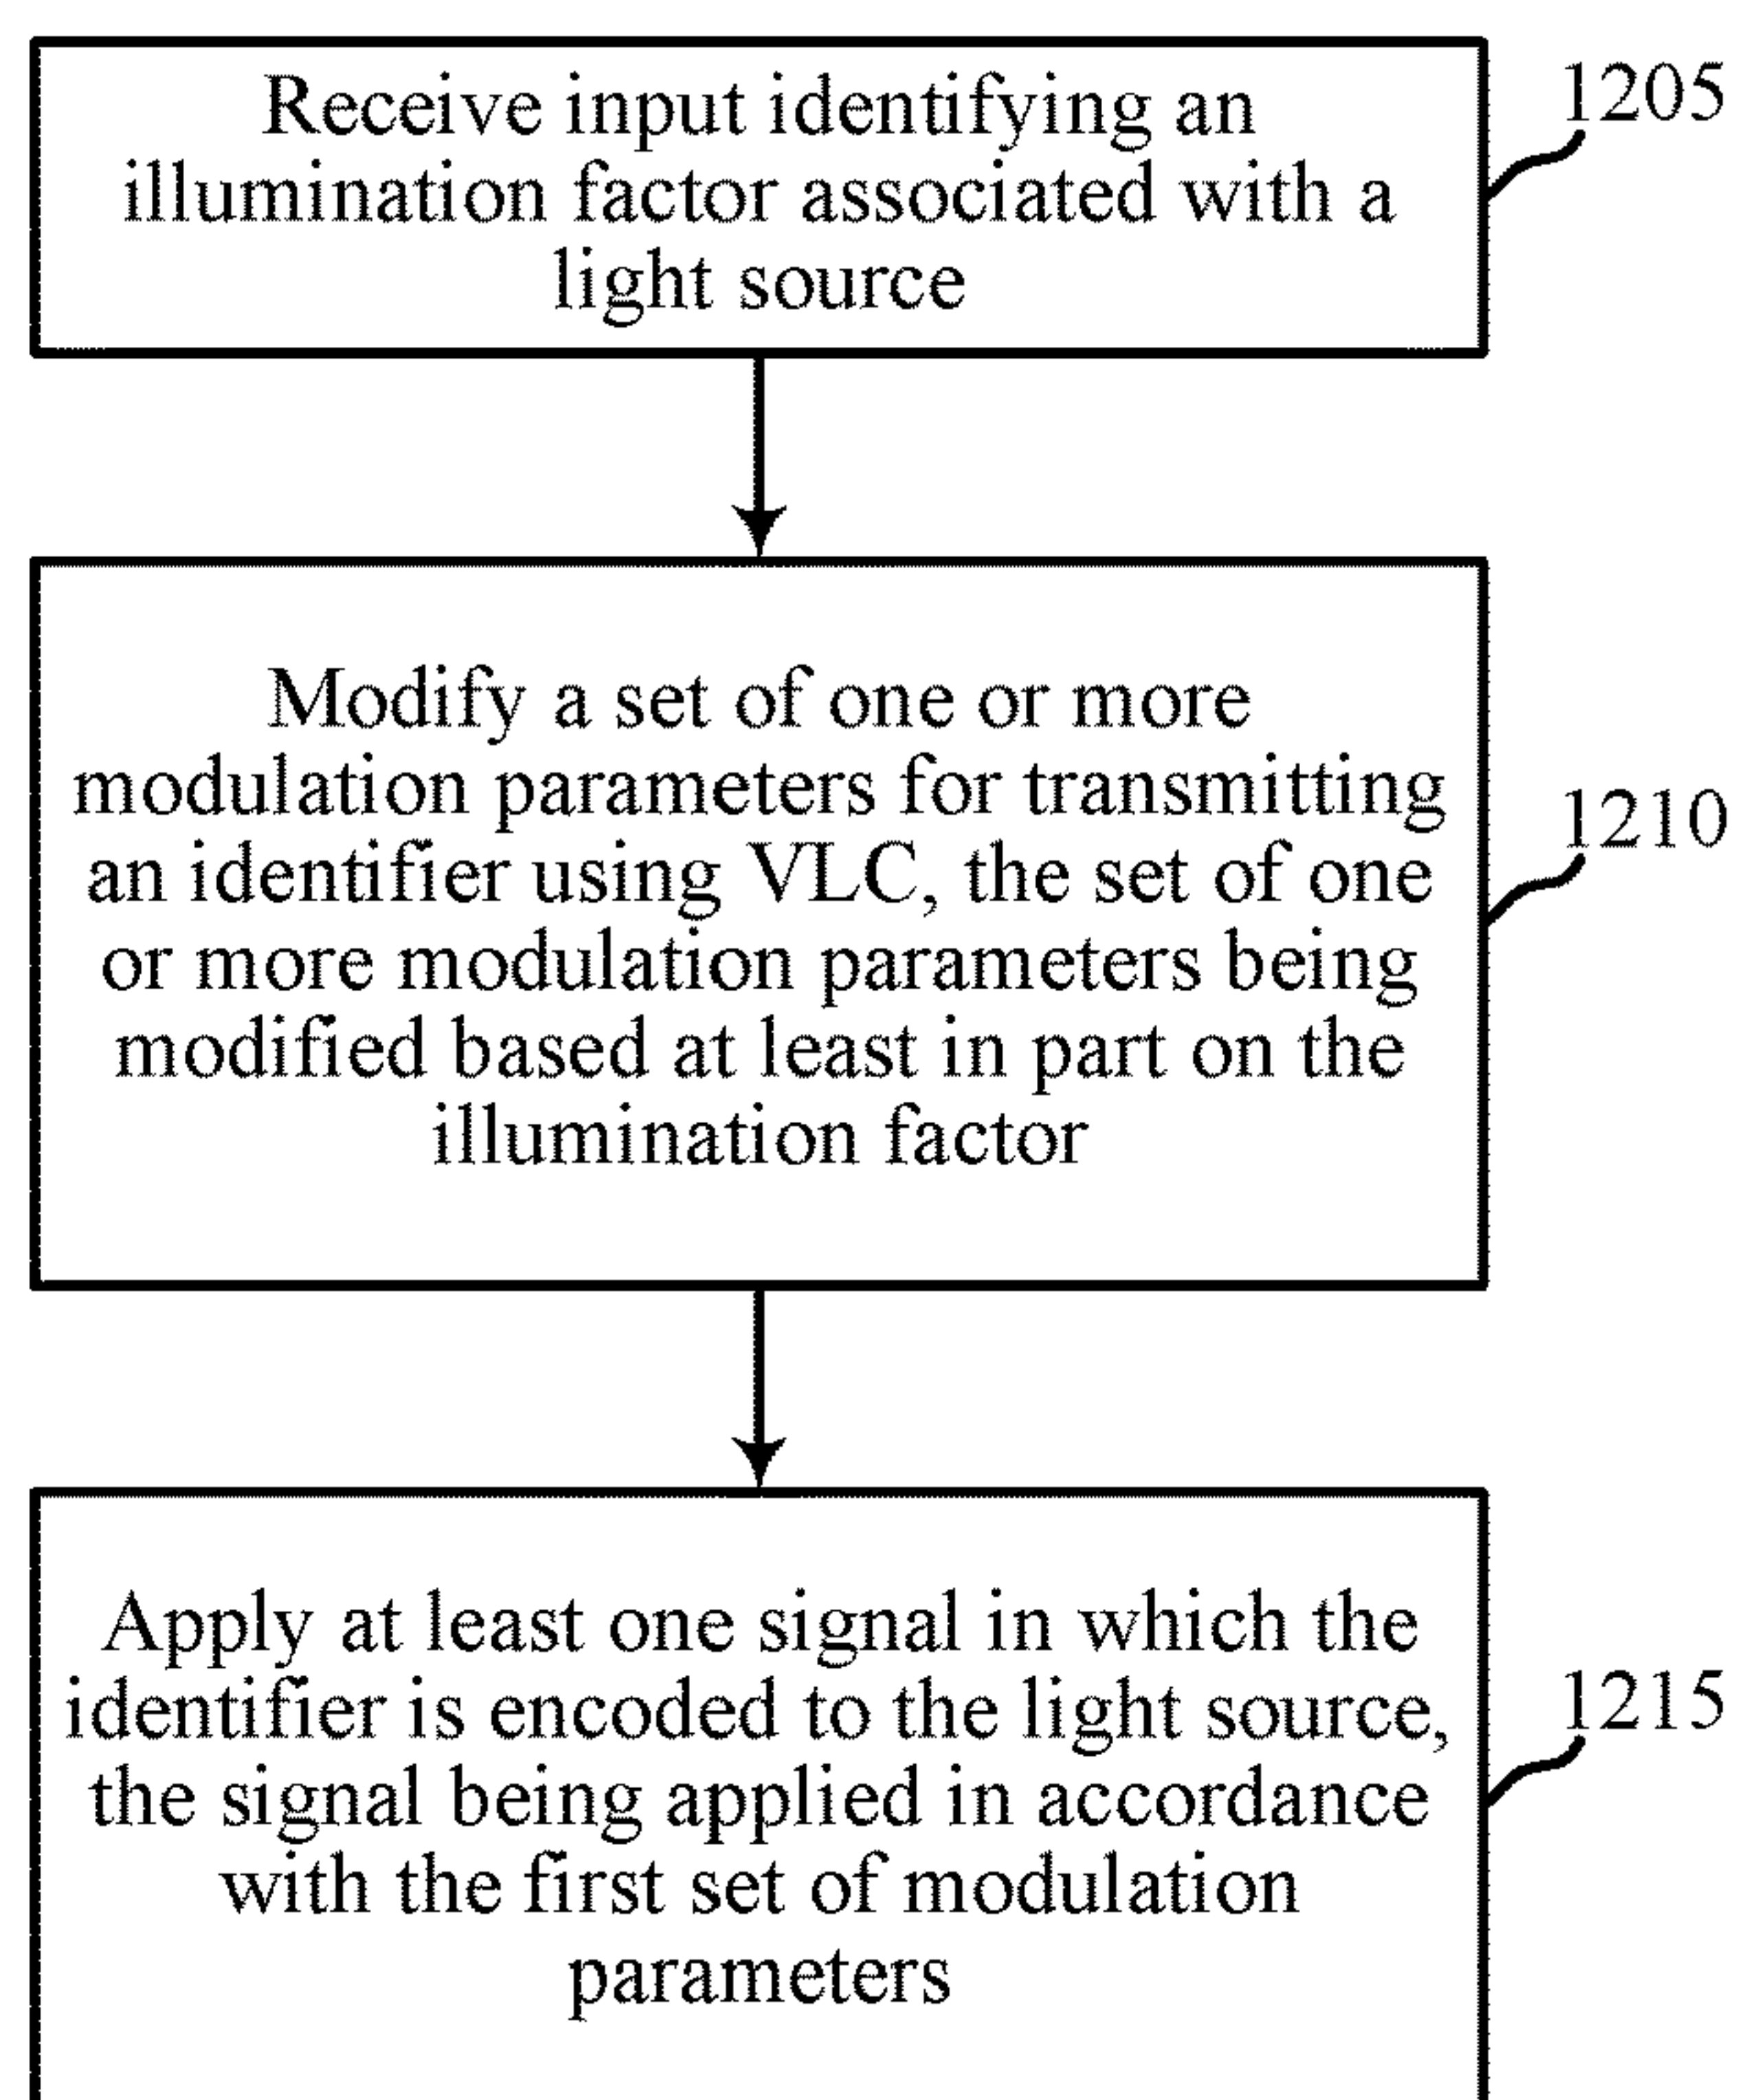 Receive input identifying an
illumination factor associated with a
light source
1205
Modify a set of one or more
modulation parameters for transmitting
an identifier using VLC, the set of one
or more modulation parameters being
modified based at least in part on the
illumination factor
1210
Apply at least one signal in which the
identifier is encoded to the light source,
the signal being applied in accordance
with the first set of modulation
parameters
1215